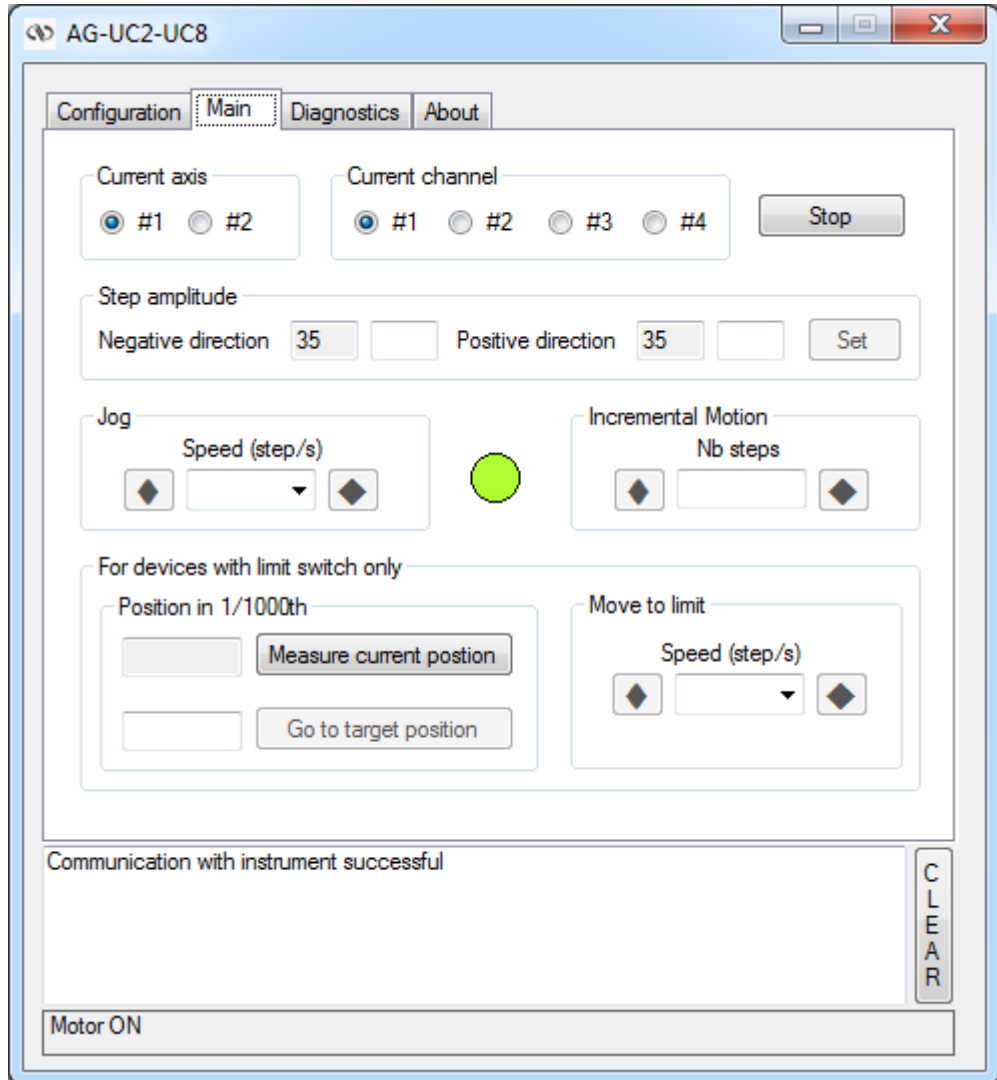 AG-UC2-UC8
Configuration Main Diagnostics About
Current axis
#1 #2
Current channel
#1 #2 #3 #4
Stop
Step amplitude
Negative direction 35 Positive direction 35 Set
Jog
Speed (step/s)
Incremental Motion
Nb steps
For devices with limit switch only
Position in 1/1000th
Measure current postion
Go to target position
Move to limit
Speed (step/s)
Communication with instrument successful
C
L
E
A
R
Motor ON